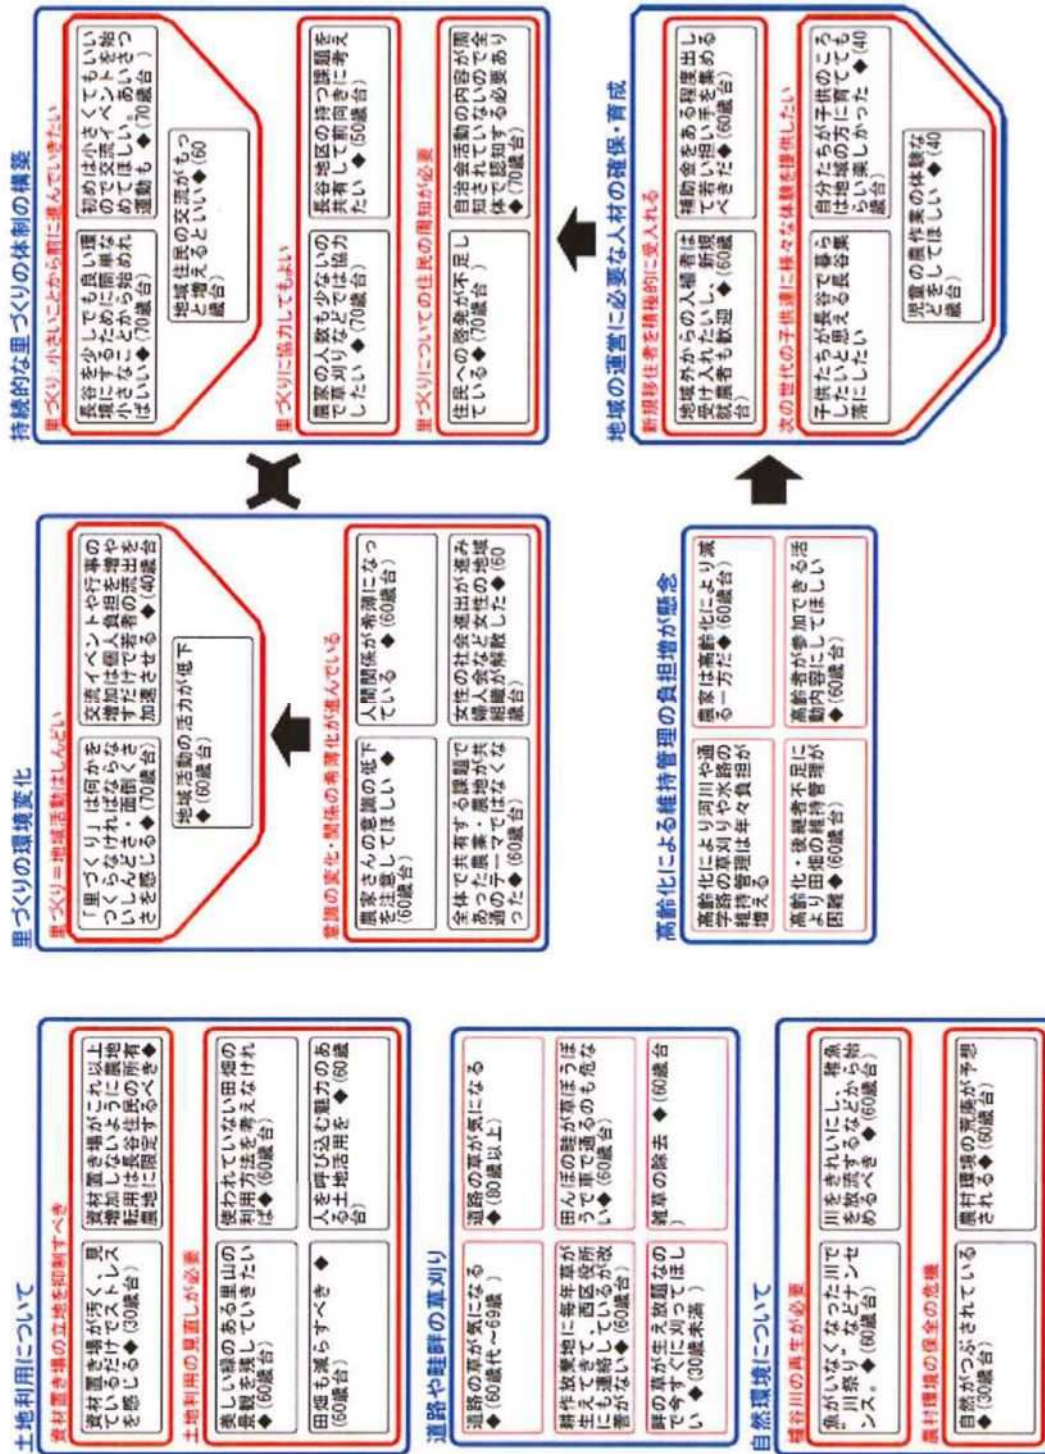 土地利用について
資材置き場の立地を抑制すべき
資材置き場が汚く、見
ているだけでストレス
を感じる◆(30歳台)
資材置き場がこれ以上
増加しないように農地
転用は長谷住民の所有
農地に限定するべき◆
土地利用の見直しが必要
美しい緑のある里山の
景観を残していきたい
◆(60歳台)
使われていない田畑の
利用方法を考えなけれ
ば◆(60歳台)
田畑も減らすべき ◆
(60歳台)
人を呼び込む魅力のあ
る土地活用を ◆(60歳
台)
道路や畦畔の草刈り
道路の草が気になる
◆(60歳代~69歳)
道路の草が気になる
◆(80歳以上)
耕作放棄地に毎年草が
生えてきて、西区役所
にも連絡しているが改
善がない◆(60歳台)
田んぼの畦が草ぼうぼ
うで車で通るのも危な
い◆(60歳台)
畔の草が生え放題なの
で今すぐに刈ってほし
い ◆(30歳未満)
雑草の除去 ◆(60歳台
)
自然環境について
川の再生が必要
魚がいなくなった川で
"川祭り"などナンセ
ンス。◆(60歳台)
川をきれいにし、稚魚
を放流するなどから始
めるべき ◆(60歳台)
農村環境の保全の危機
自然がつぶされている
◆(30歳台)
農村環境の荒廃が予想
される◆(60歳台)
里づくりの環境変化
里づくり=地域活動はしんどい
「里づくり」は何かを
つくらなければならな
いしんどさ・面倒くさ
さを感じる◆(70歳台)
交流イベントや行事の
増加は個人負担を増や
すだけで若者の流出を
加速させる ◆(40歳台
地域活動の活力が低下
◆(60歳台)
意識の変化・関係の希薄化が進んでいる
農家さんの意識の低下
を注意してほしい ◆
(60歳台)
人間関係が希薄になっ
ている ◆(60歳台)
全体で共有する課題で
あった農業・農地が共
通のテーマではなくな
った◆(60歳台)
女性の社会進出が進み
婦人会など女性の地域
組織が解散した◆(60
歳台)
高齢化による維持管理の負担増が懸念
高齢化により河川や通
学路の草刈りや水路の
維持管理は年々負担が
増える
農家は高齢化により減
る一方だ◆(60歳台)
高齢化・後継者不足に
より田畑の維持管理が
困難◆(60歳台)
高齢者が参加できる活
動内容にしてほしい
◆(60歳台)
持続的な里づくりの体制の構築
里づくり:小さいことから前に進んでいきたい
長谷を少しでも良い環
境にするために簡単な
小さなことから始めれ
ばいい◆(70歳台)
初めは小さくてもいい
ので交流イベントを始
めてほしい。あいさつ
運動も ◆(70歳台)
地域住民の交流がもっ
と増えるといい◆(60
歳台)
里づくりに協力してもよい
農家の人数も少ないの
で草刈りなどでは協力
したい ◆(70歳台)
長谷地区の持つ課題を
共有して前向きに考え
たい ◆(50歳台)
里づくりについての住民の周知が必要
住民への啓発が不足し
ている◆(70歳台)
自治会活動の内容が周
知されていないので全
体で認知する必要あり
◆(70歳台)
地域の運営に必要な人材の確保・育成
新規移住者を積極的に受入れる
地域外からの入植者は
受け入れたいし、新規
就農者も歓迎 ◆(60歳
台)
補助金をある程度出し
て若い担い手を集める
べきだ◆(60歳台)
次の世代の子供達に様々な体験を提供したい
子供たちが長谷で暮ら
したいと思える長谷集
落にしたい
自分たちが子供のころ
は地域の方に育てても
らい楽しかった ◆(40
歳台)
児童の農作業の体験な
どをしてほしい ◆(40
歳台)